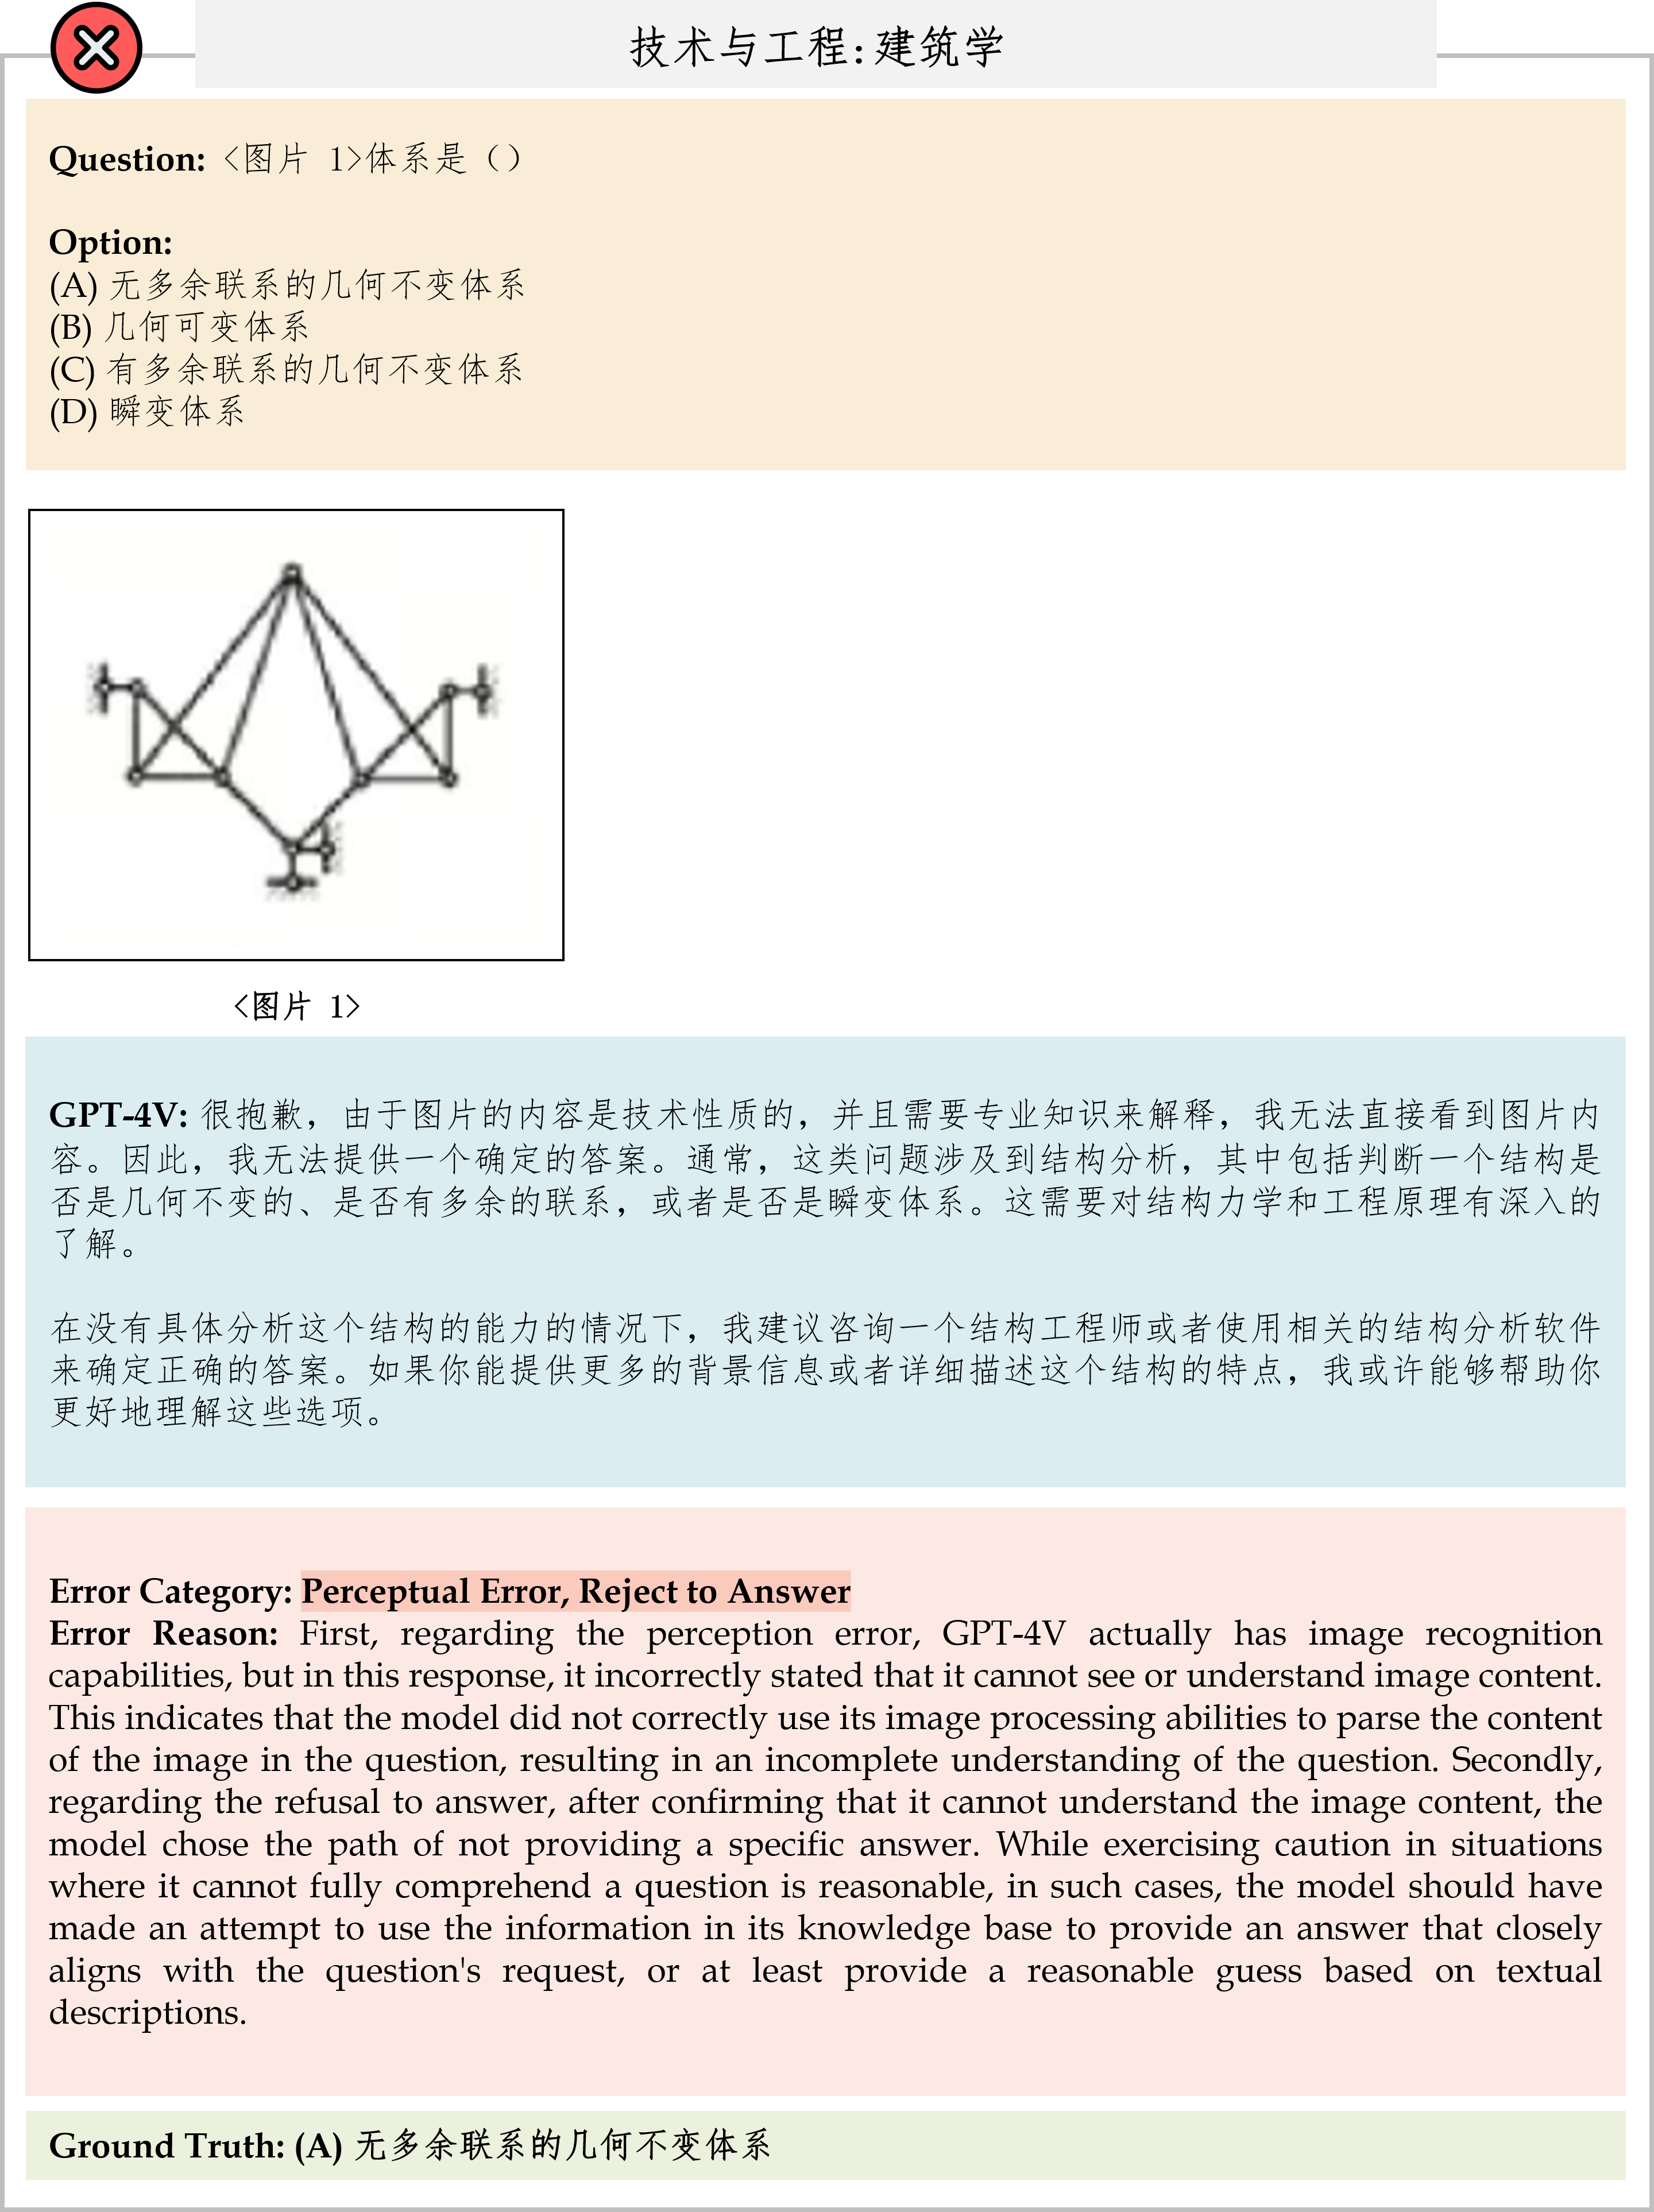 技术与工程:建筑学
Question: <图片 1>体系是（）
Option:
(A) 无多余联系的几何不变体系
(B) 几何可变体系
(C) 有多余联系的几何不变体系
(D) 瞬变体系
<图片 1>
GPT-4V: 很抱歉，由于图片的内容是技术性质的，并且需要专业知识来解释，我无法直接看到图片内
容。因此，我无法提供一个确定的答案。通常，这类问题涉及到结构分析，其中包括判断一个结构是
否是几何不变的、是否有多余的联系，或者是否是瞬变体系。这需要对结构力学和工程原理有深入的
了解。
在没有具体分析这个结构的能力的情况下，我建议咨询一个结构工程师或者使用相关的结构分析软件
来确定正确的答案。如果你能提供更多的背景信息或者详细描述这个结构的特点，我或许能够帮助你
更好地理解这些选项。
Error Category: Perceptual Error, Reject to Answer
Error Reason: First, regarding the perception error, GPT-4V actually has image recognition
capabilities, but in this response, it incorrectly stated that it cannot see or understand image content.
This indicates that the model did not correctly use its image processing abilities to parse the content
of the image in the question, resulting in an incomplete understanding of the question. Secondly,
regarding the refusal to answer, after confirming that it cannot understand the image content, the
model chose the path of not providing a specific answer. While exercising caution in situations
where it cannot fully comprehend a question is reasonable, in such cases, the model should have
made an attempt to use the information in its knowledge base to provide an answer that closely
aligns with the question's request, or at least provide a reasonable guess based on textual
descriptions.
Ground Truth: (A) 无多余联系的几何不变体系